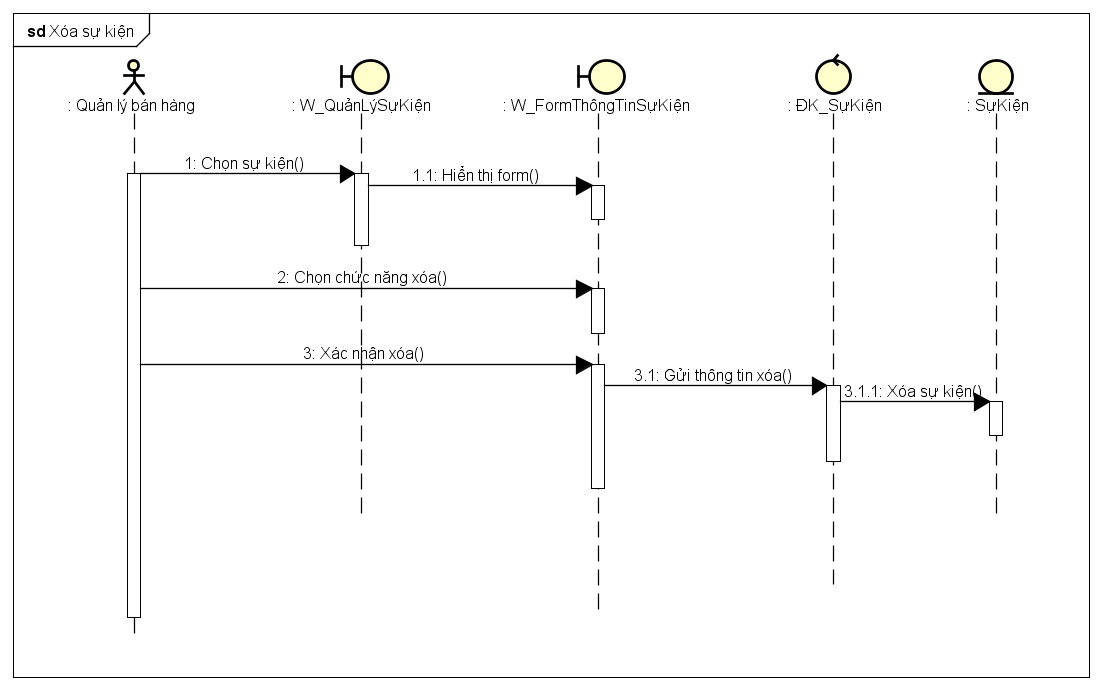 sd Xóa sự kiện
: Quản lý bán hàng
: W_QuảnLýSựKiện
: W_FormThôngTinSựKiện
: ĐK_SựKiện
: SựKiện
1: Chọn sự kiện()
1.1: Hiển thị form()
2: Chọn chức năng xóa()
3: Xác nhận xóa()
3.1: Gửi thông tin xóa()
3.1.1: Xóa sự kiện()